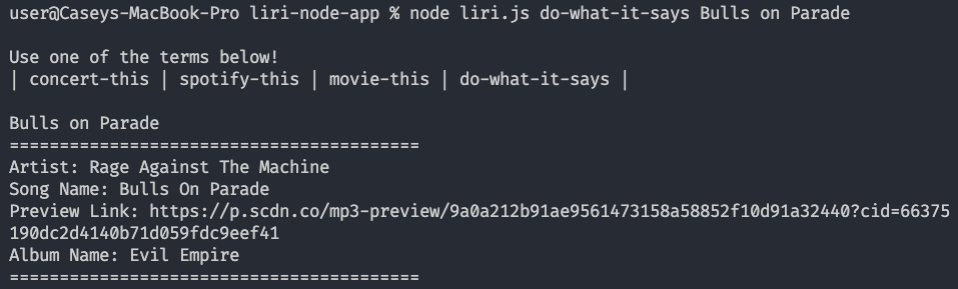 user@Caseys-MacBook-Pro liri-node-app % node liri.js do-what-it-says Bulls on Parade
Use one of the terms below!
| concert-this | spotify-this | movie-this | do-what-it-says |
Bulls on Parade
=========================================
Artist: Rage Against The Machine
Song Name: Bulls On Parade
Preview Link: https://p.scdn.co/mp3-preview/9a0a212b91ae9561473158a58852f10d91a32440?cid=66375
190dc2d4140b71d059fdc9eef41
Album Name: Evil Empire
=========================================